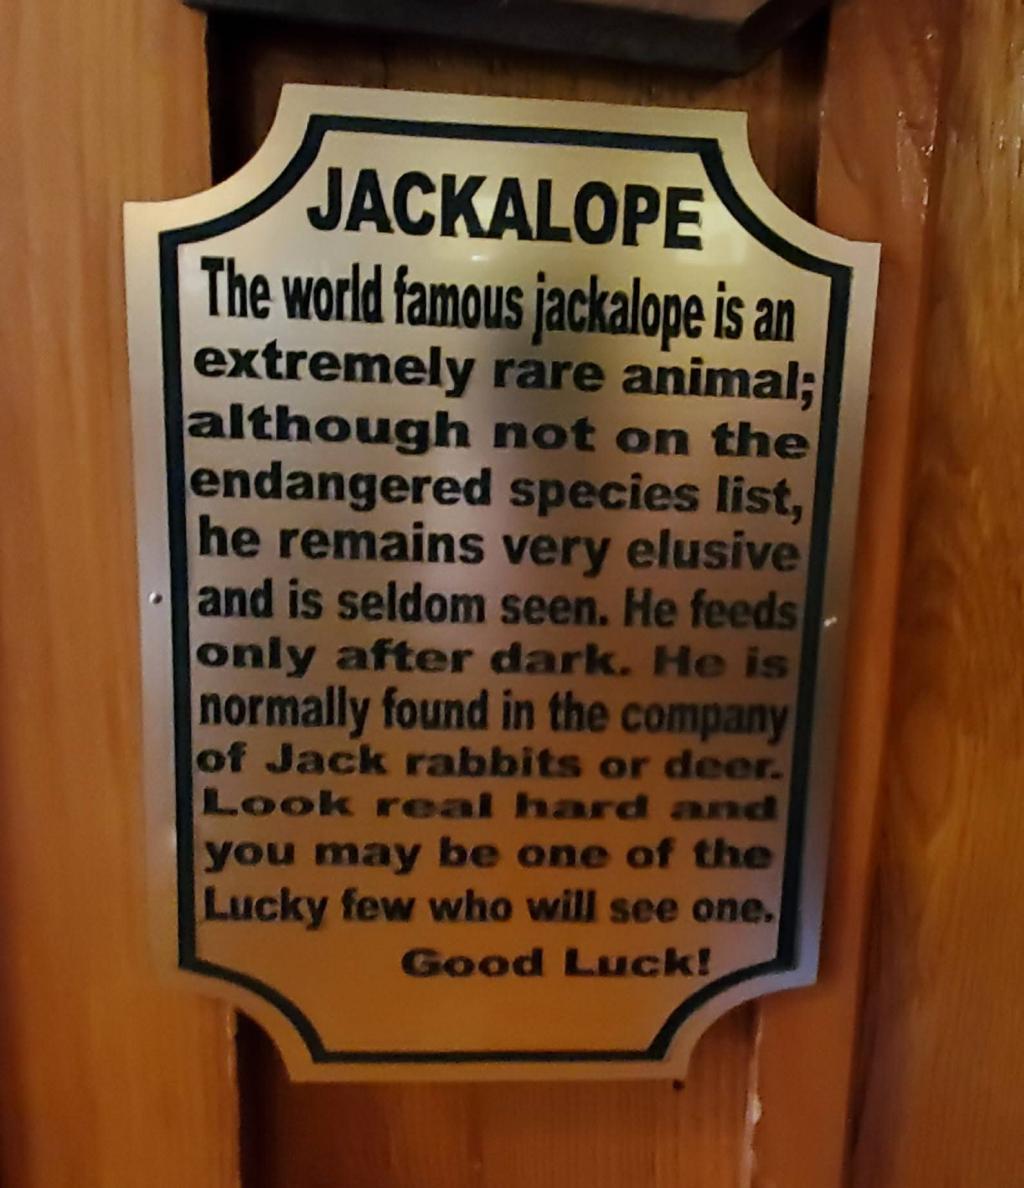 JACKALOPE
The world famous jackalope is an
extremely rare animal;
although not on the
endangered species list,
he remains very elusive
and is seldom seen. He feeds
only after dark. He is
normally found in the company
of Jack rabbits or deer.
Look real hard and
you may be one of the
Lucky few who will see one.
Good Luck!